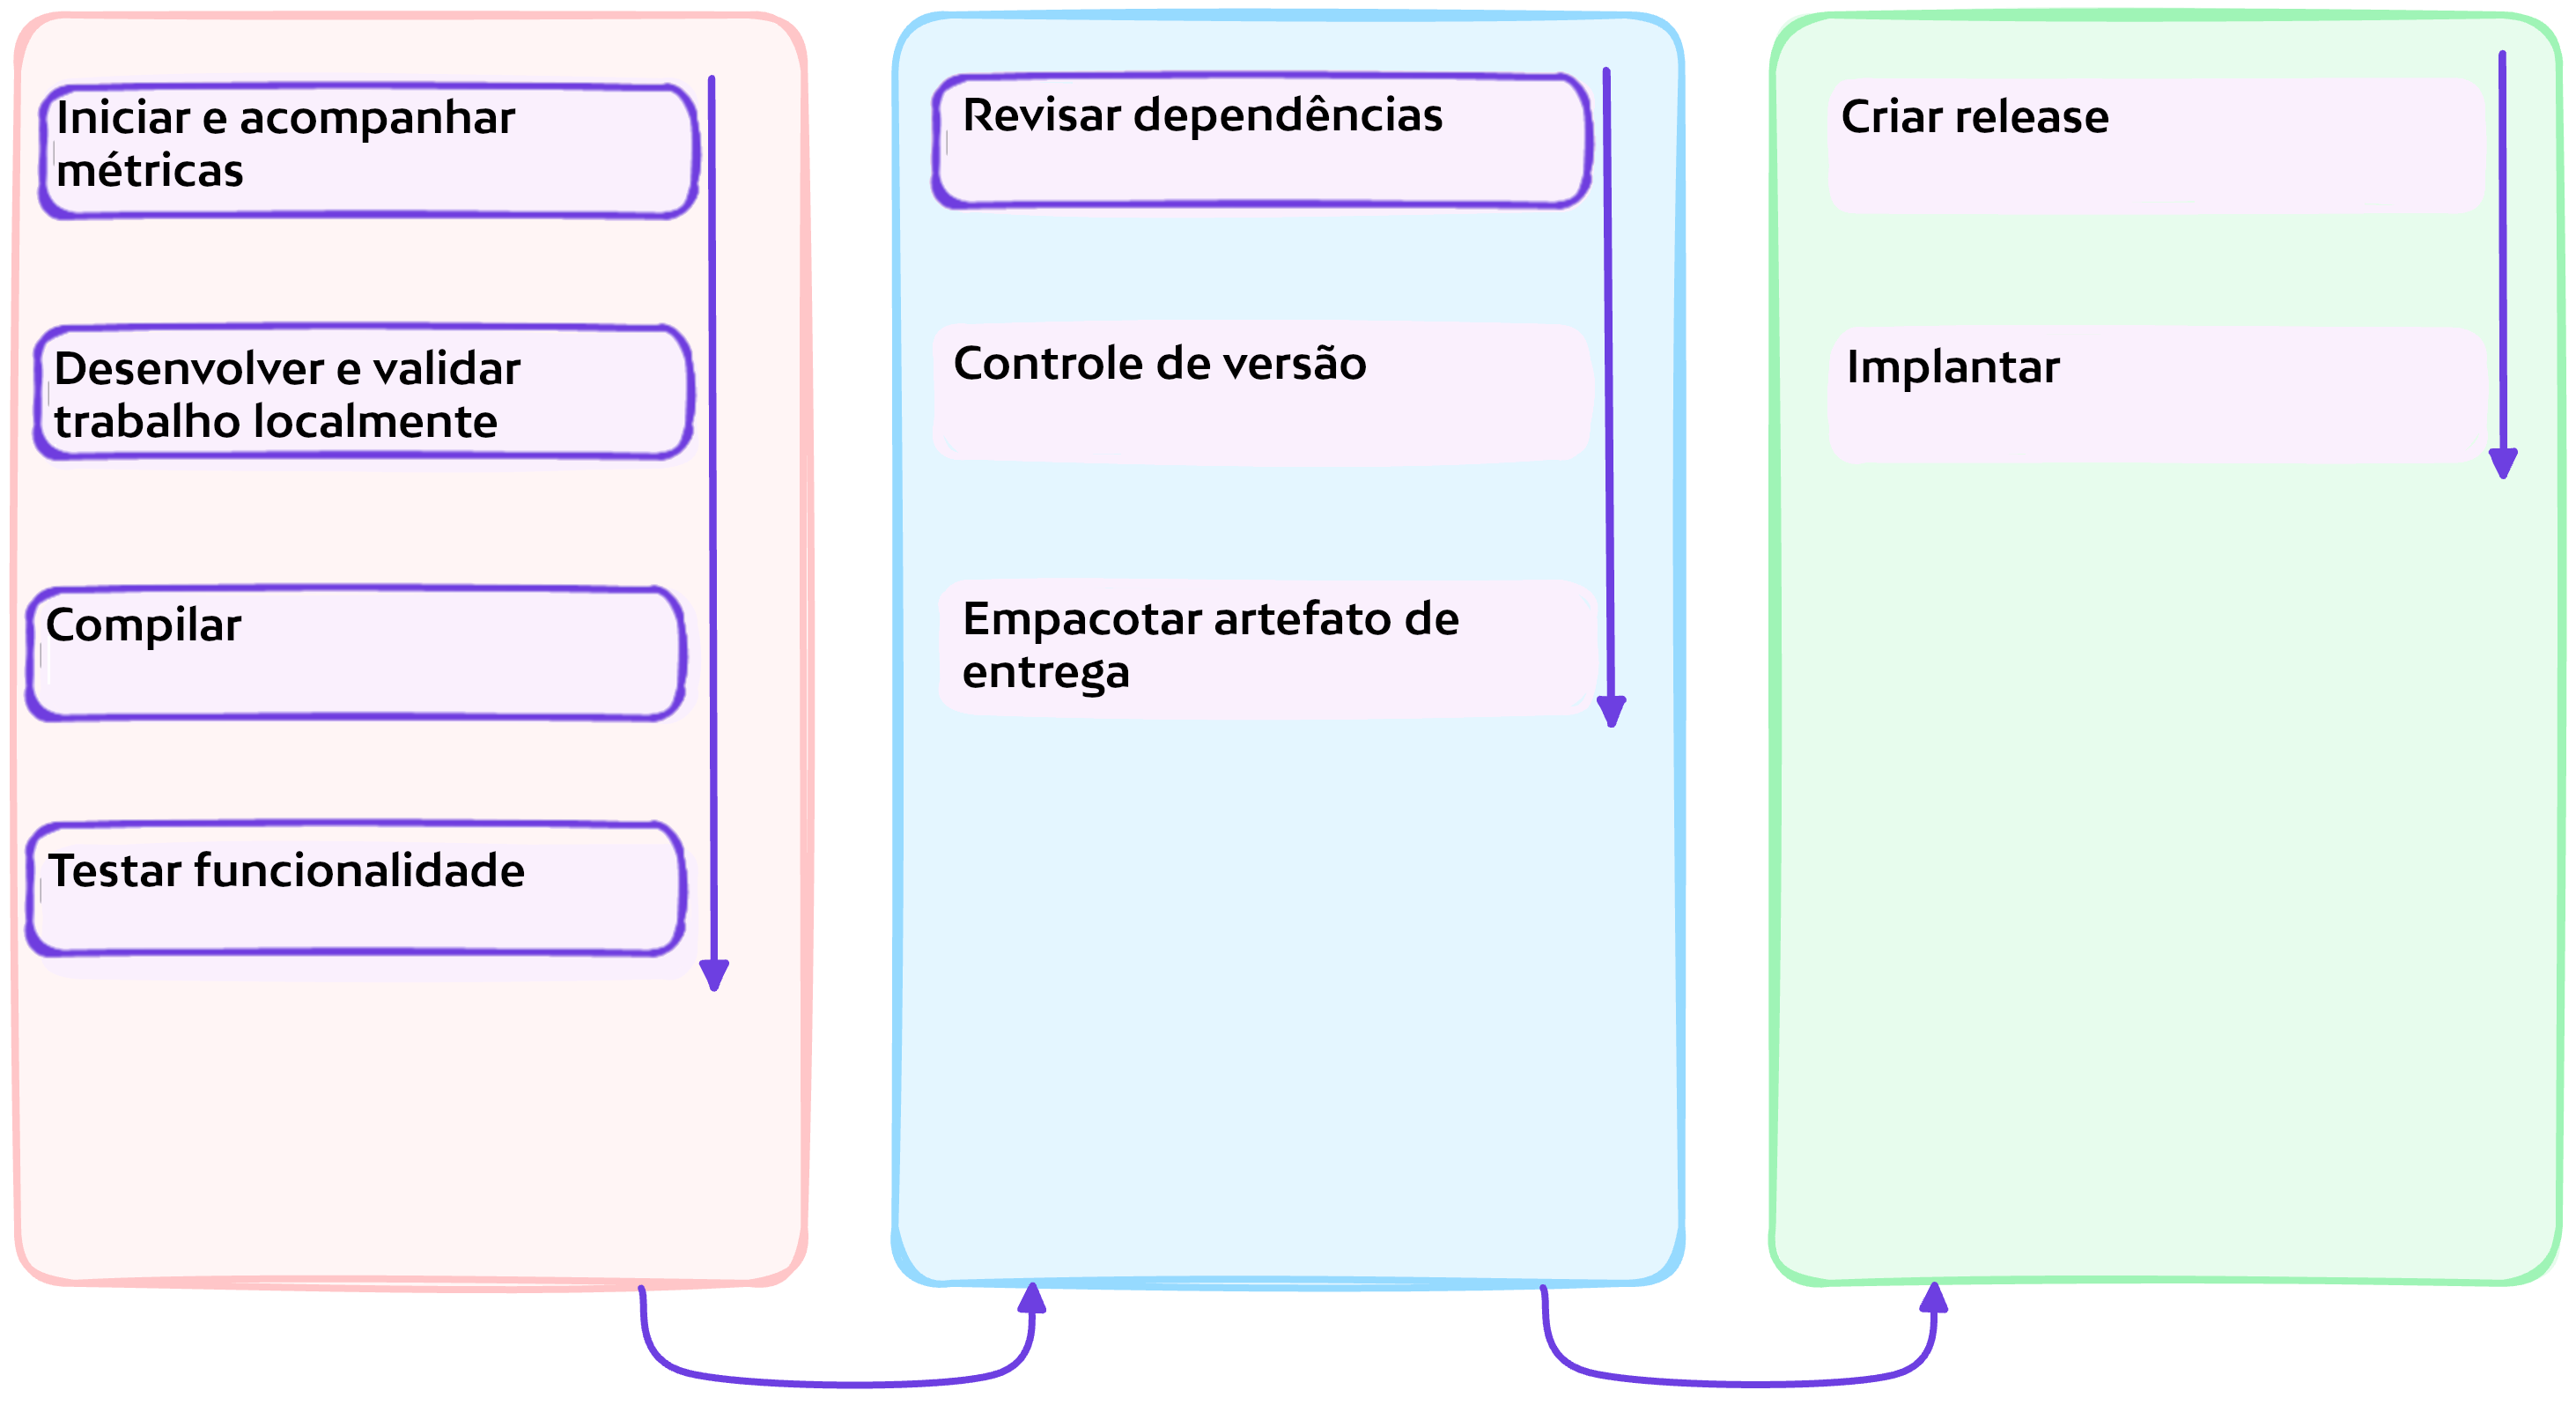 Iniciar e acompanhar
métricas
Desenvolver e validar
trabalho localmente
Compilar
Testar funcionalidade
Revisar dependências
Controle de versão
Empacotar artefato de
entrega
Criar release
Implantar